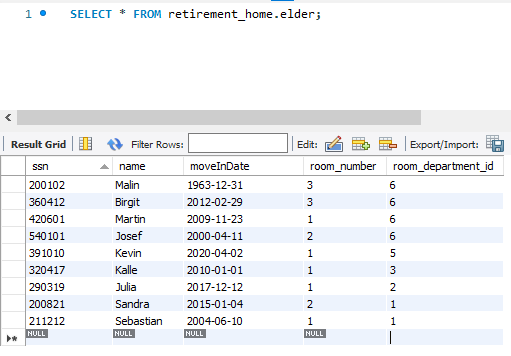 1 SELECT * FROM retirement_home.elder;
Result Grid Filter Rows: Edit: Export/Import:
ssn name moveInDate room_number room_department_id
200102 Malin 1963-12-31 3 6
360412 Birgit 2012-02-29 3 6
420601 Martin 2009-11-23 1 6
540101 Josef 2000-04-11 2 6
391010 Kevin 2020-04-02 1 5
320417 Kalle 2010-01-01 1 3
290319 Julia 2017-12-12 1 2
200821 Sandra 2015-01-04 2 1
211212 Sebastian 2004-06-10 1 1
NULL NULL NULL NULL